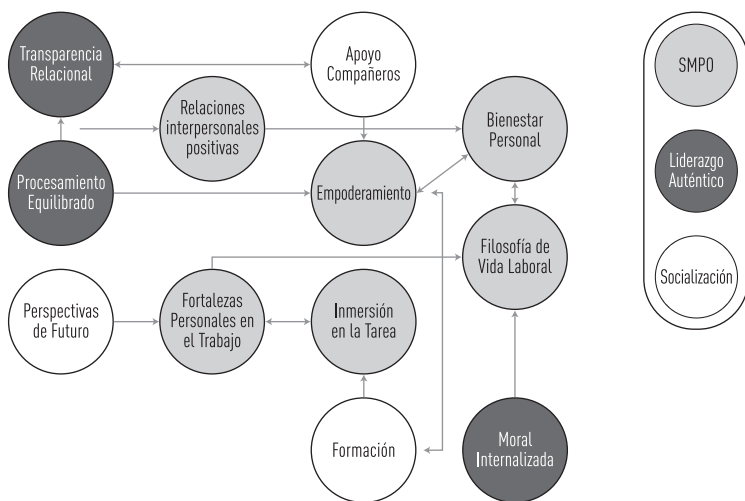 Transparencia
Relacional
Apoyo
Compañeros
SMPO
Relaciones
interpersonales
positivas
Bienestar
Personal
Procesamiento
Equilibrado
Empoderamiento
Liderazgo
Auténtico
Filosofía de
Vida Laboral
Socialización
Perspectivas
de Futuro
Fortalezas
Personales en
el Trabajo
Inmersión
en la Tarea
Formación
Moral
Internalizada